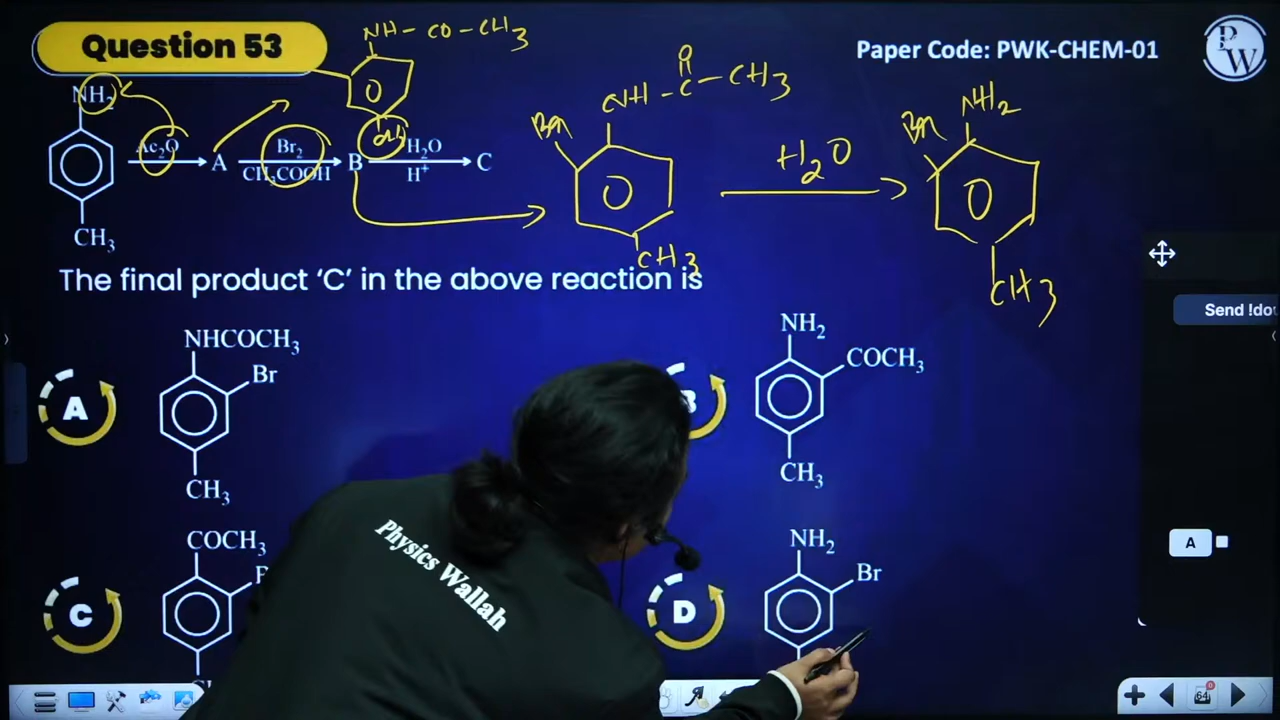 Question 53
Paper Code: PWK-CHEM-01
P
W
NH – CO – CH3
NH2
Ac2O
A
Br2
CH3COOH
B
H2O
H+
C
CH3
Br
NH – C – CH3
O
CH3
H2O
Br
NH2
CH3
The final product ‘C’ in the above reaction is
Send !do
A
NHCOCH3
Br
CH3
B
NH2
COCH3
CH3
C
COCH3
D
NH2
Br
Physics Wallah
A
64